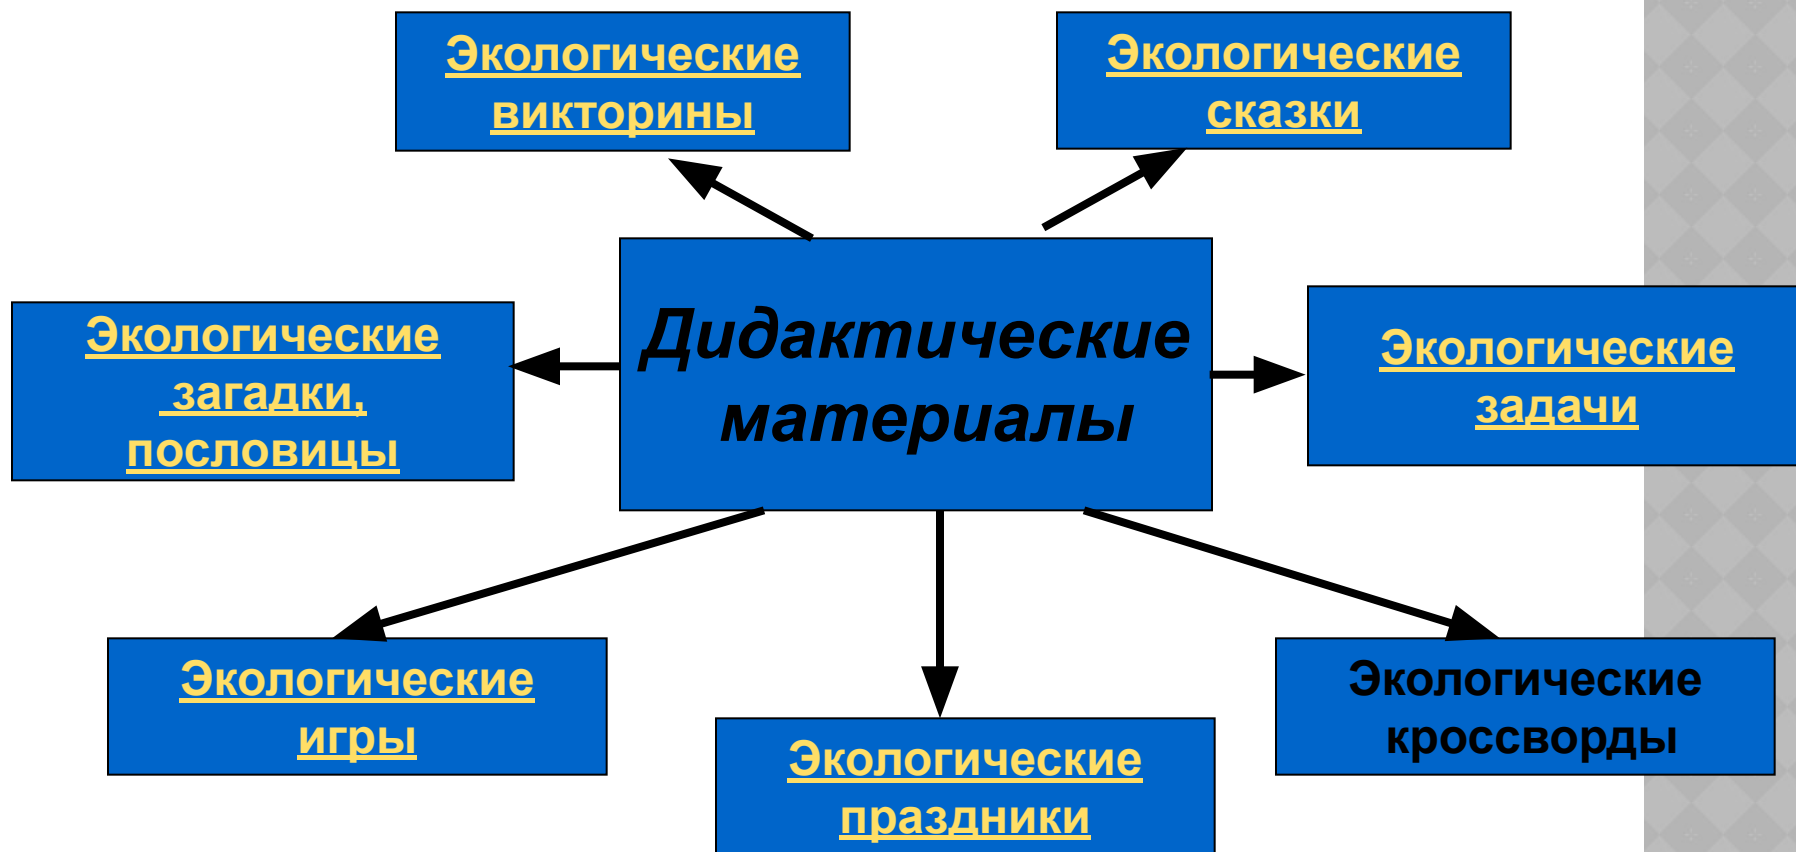 Экологические
викторины
Экологические
сказки
Экологические
загадки,
пословицы
Дидактические
материалы
Экологические
задачи
Экологические
игры
Экологические
праздники
Экологические
кроссворды